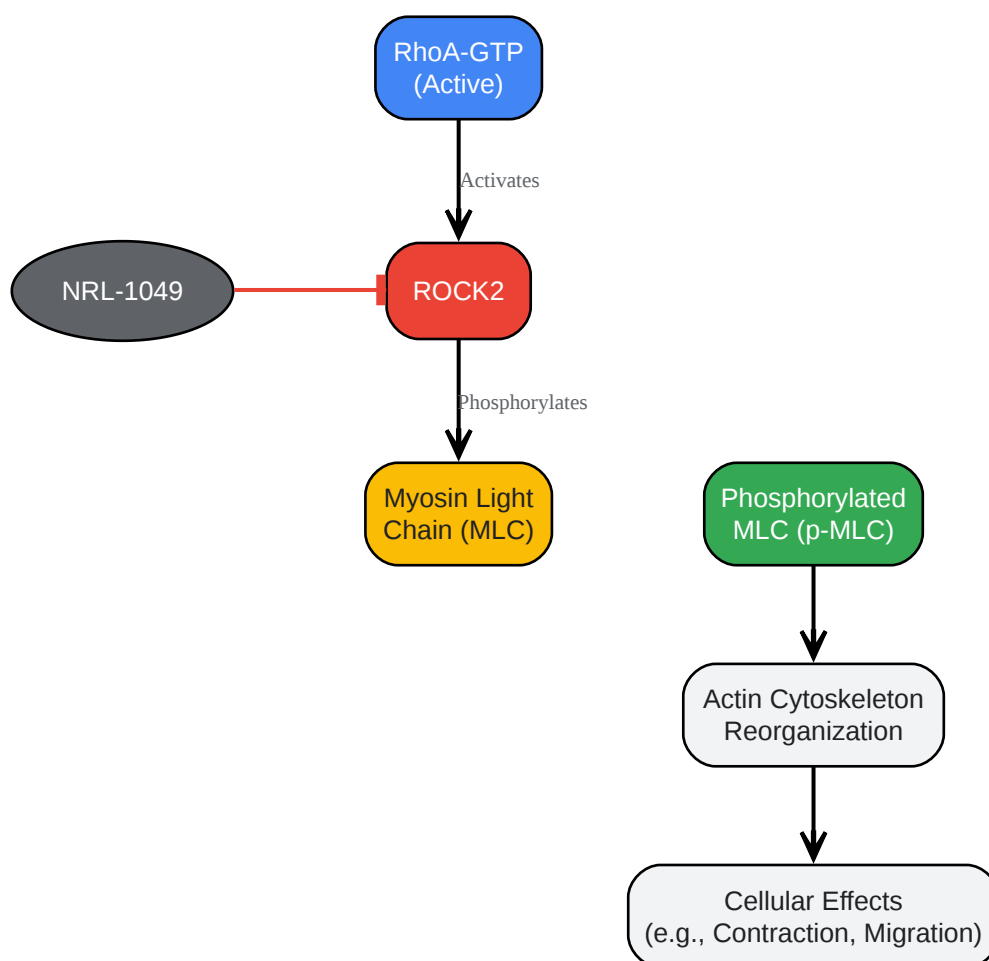 RhoA-GTP
(Active)
Activates
NRL-1049
ROCK2
Phosphorylates
Myosin Light
Chain (MLC)
Phosphorylated
MLC (p-MLC)
Actin Cytoskeleton
Reorganization
Cellular Effects
(e.g., Contraction, Migration)